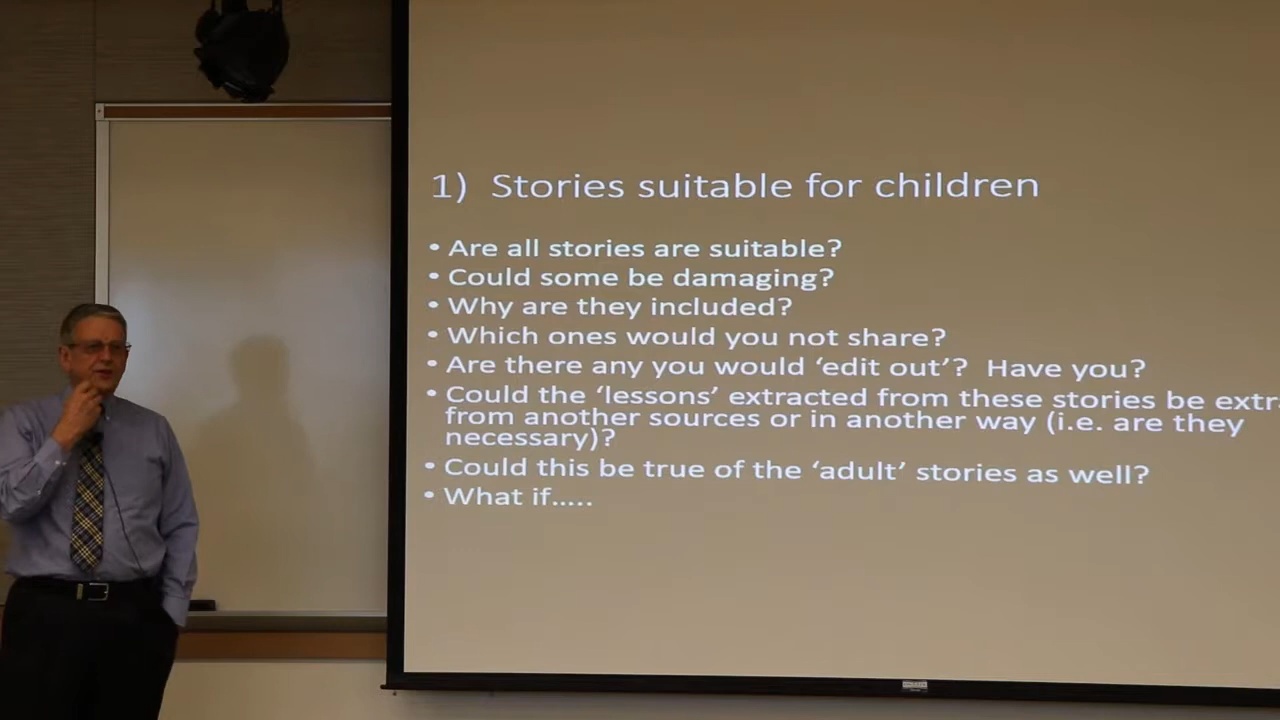 1) Stories suitable for children
• Are all stories are suitable?
• Could some be damaging?
• Why are they included?
• Which ones would you not share?
• Are there any you would ‘edit out’? Have you?
• Could the ‘lessons’ extracted from these stories be extr
from another sources or in another way (i.e. are they
necessary)?
• Could this be true of the ‘adult’ stories as well?
• What if.....